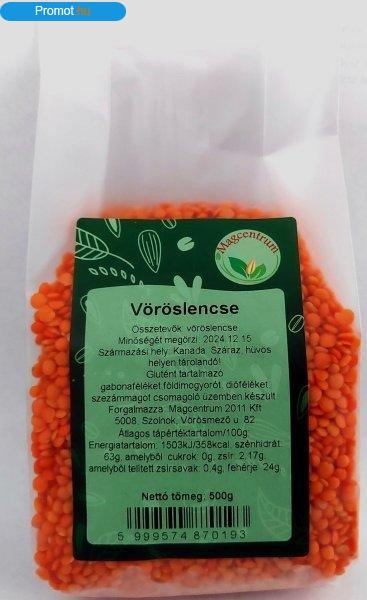 Promot.hu
Magcentrum
Vöröslencse
Összetevők: vöröslencse
Minőségét megőrzi: 2024.12.15
Származási hely: Kanada. Száraz, hűvös
helyen tárolandó!
Glutént tartalmazó
gabonaféléket,földimogyorót, dióféléket,
szezámmagot csomagoló üzemben készült
Forgalmazza: Magcentrum 2011 Kft
5008. Szolnok, Vörösmező u. 82.
Átlagos tápértéktartalom/100g:
Energiatartalom: 1503kJ/358kcal, szénhidrát:
63g, amelyből cukrok: 0g, zsír: 2,17g,
amelyből telített zsírsavak: 0,4g, fehérje: 24g
Nettó tömeg: 500g
5 999574 870193